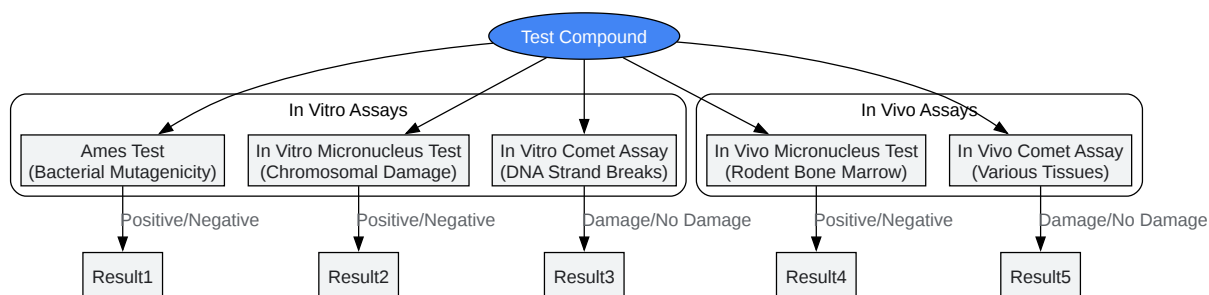 Test Compound
In Vitro Assays
In Vivo Assays
Ames Test
(Bacterial Mutagenicity)
In Vitro Micronucleus Test
(Chromosomal Damage)
In Vitro Comet Assay
(DNA Strand Breaks)
In Vivo Micronucleus Test
(Rodent Bone Marrow)
In Vivo Comet Assay
(Various Tissues)
Positive/Negative
Positive/Negative
Damage/No Damage
Positive/Negative
Damage/No Damage
Result1
Result2
Result3
Result4
Result5